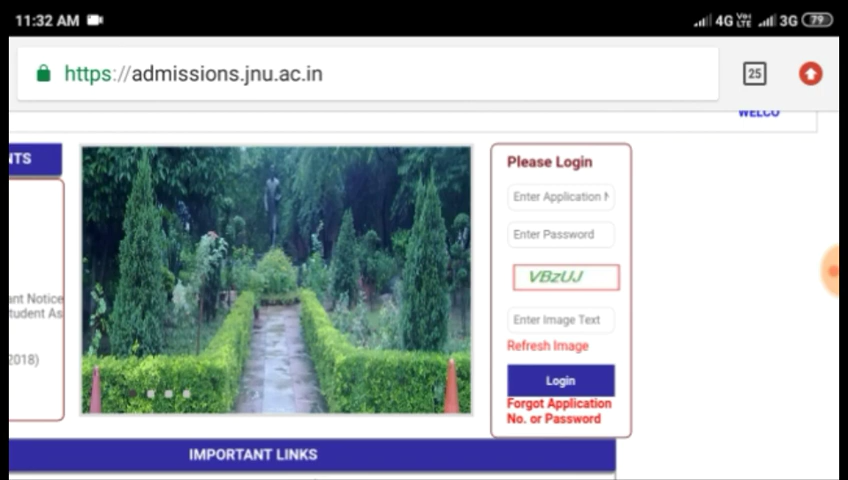 11:32 AM
4G VoLTE 3G 79
https://admissions.jnu.ac.in
25
WELCO
NTS
Please Login
Enter Application N
Enter Password
VBzUJ
ant Notice
tudent As
Enter Image Text
Refresh Image
2018)
Login
Forgot Application
No. or Password
IMPORTANT LINKS